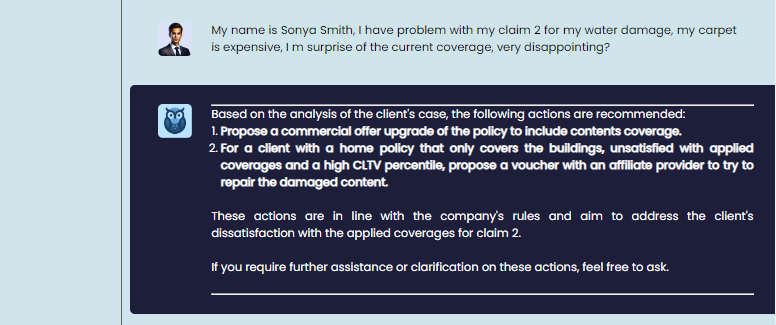 My name is Sonya Smith, I have problem with my claim 2 for my water damage, my carpet
is expensive, I m surprise of the current coverage, very disappointing?
Based on the analysis of the client's case, the following actions are recommended:
1. Propose a commercial offer upgrade of the policy to include contents coverage.
2. For a client with a home policy that only covers the buildings, unsatisfied with applied
coverages and a high CLTV percentile, propose a voucher with an affiliate provider to try to
repair the damaged content.
These actions are in line with the company's rules and aim to address the client's
dissatisfaction with the applied coverages for claim 2.
If you require further assistance or clarification on these actions, feel free to ask.